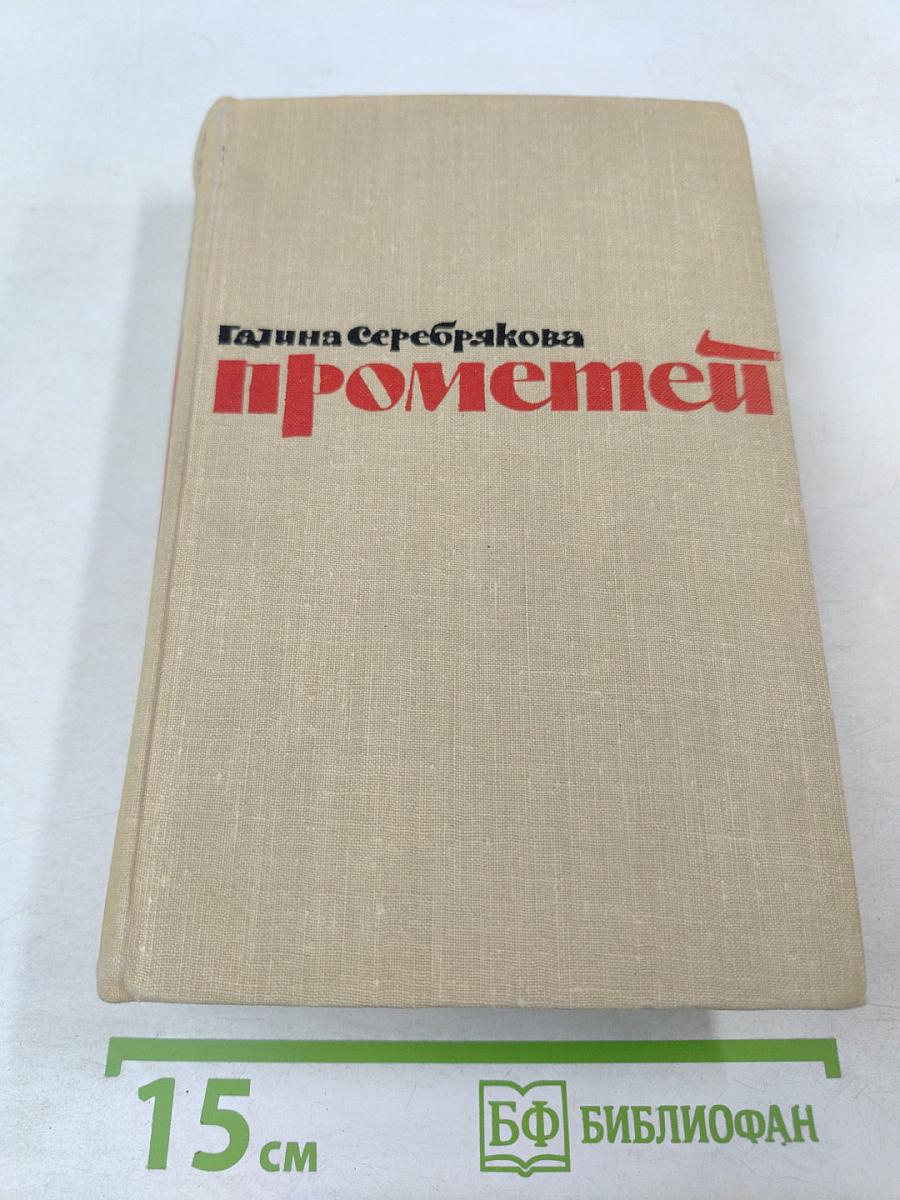 Галина Серебрякова
Прометей
15 см
БФ БИБЛИОФАН